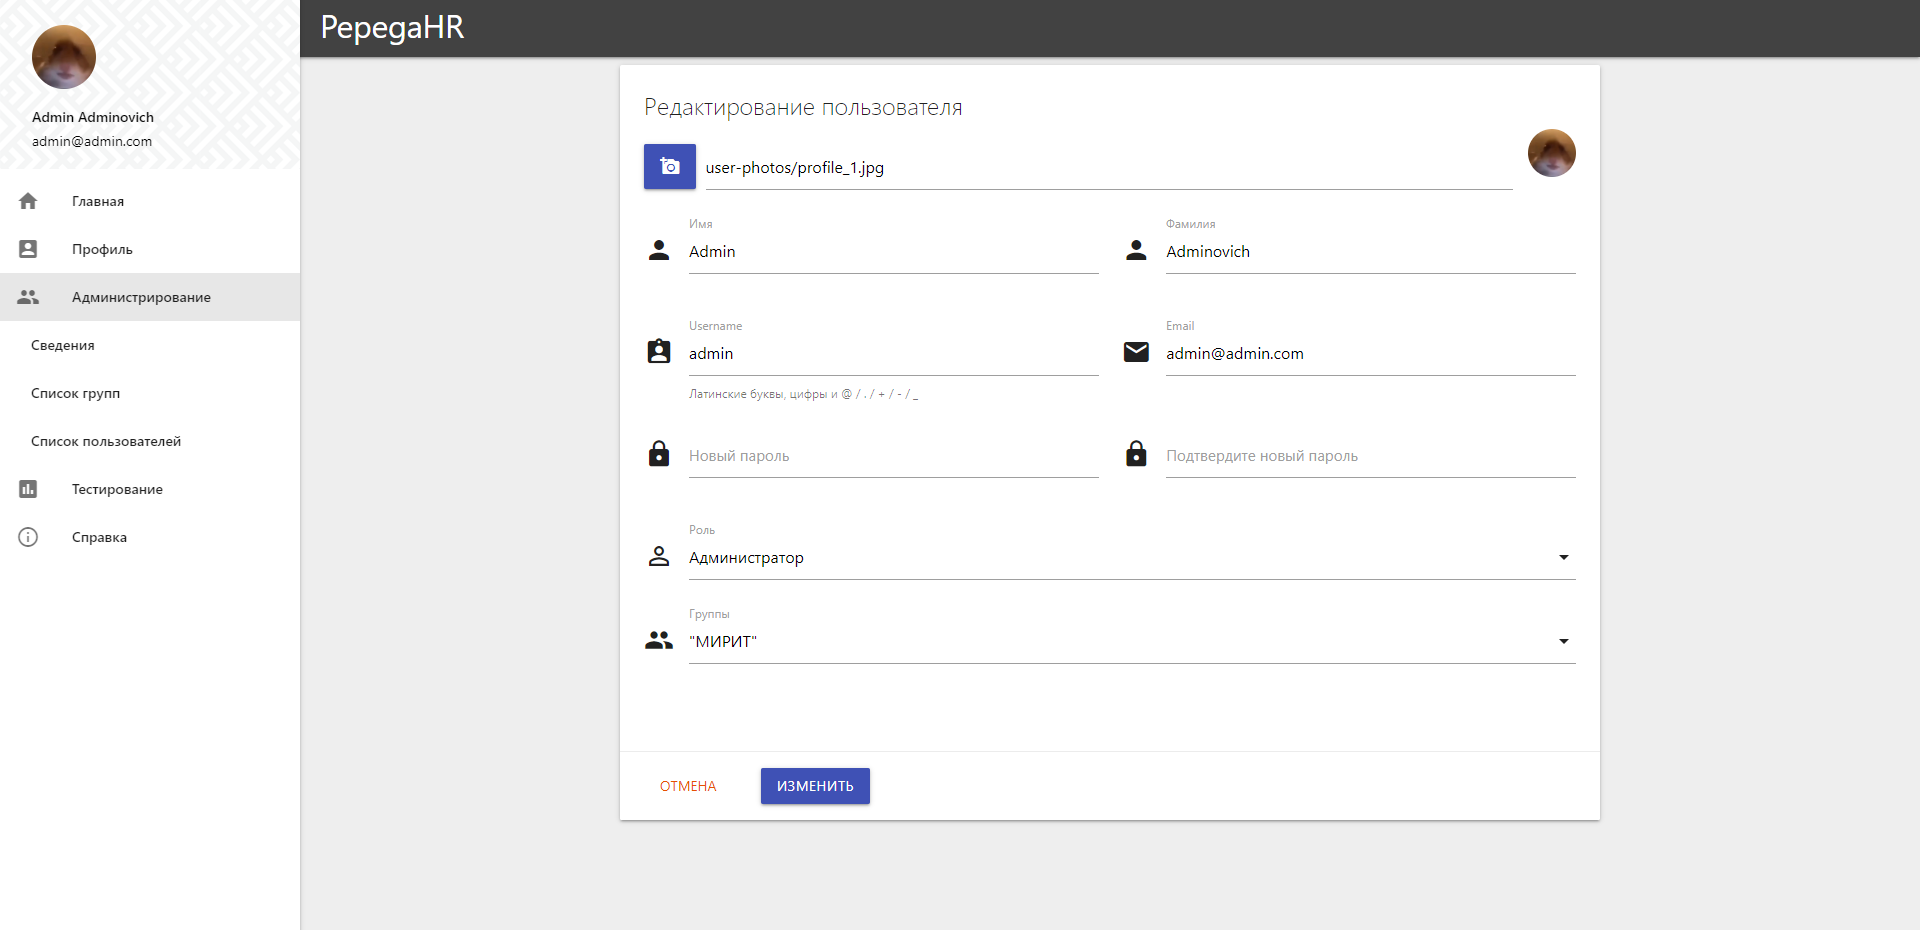 PepegaHR
Admin Adminovich
admin@admin.com
Главная
Профиль
Администрирование
Сведения
Список групп
Список пользователей
Тестирование
Справка
Редактирование пользователя
user-photos/profile_1.jpg
Имя
Admin
Фамилия
Adminovich
Username
admin
Латинские буквы, цифры и @ / . / + / - / _
Email
admin@admin.com
Новый пароль
Подтвердите новый пароль
Роль
Администратор
Группы
"МИРИТ"
ОТМЕНА
ИЗМЕНИТЬ